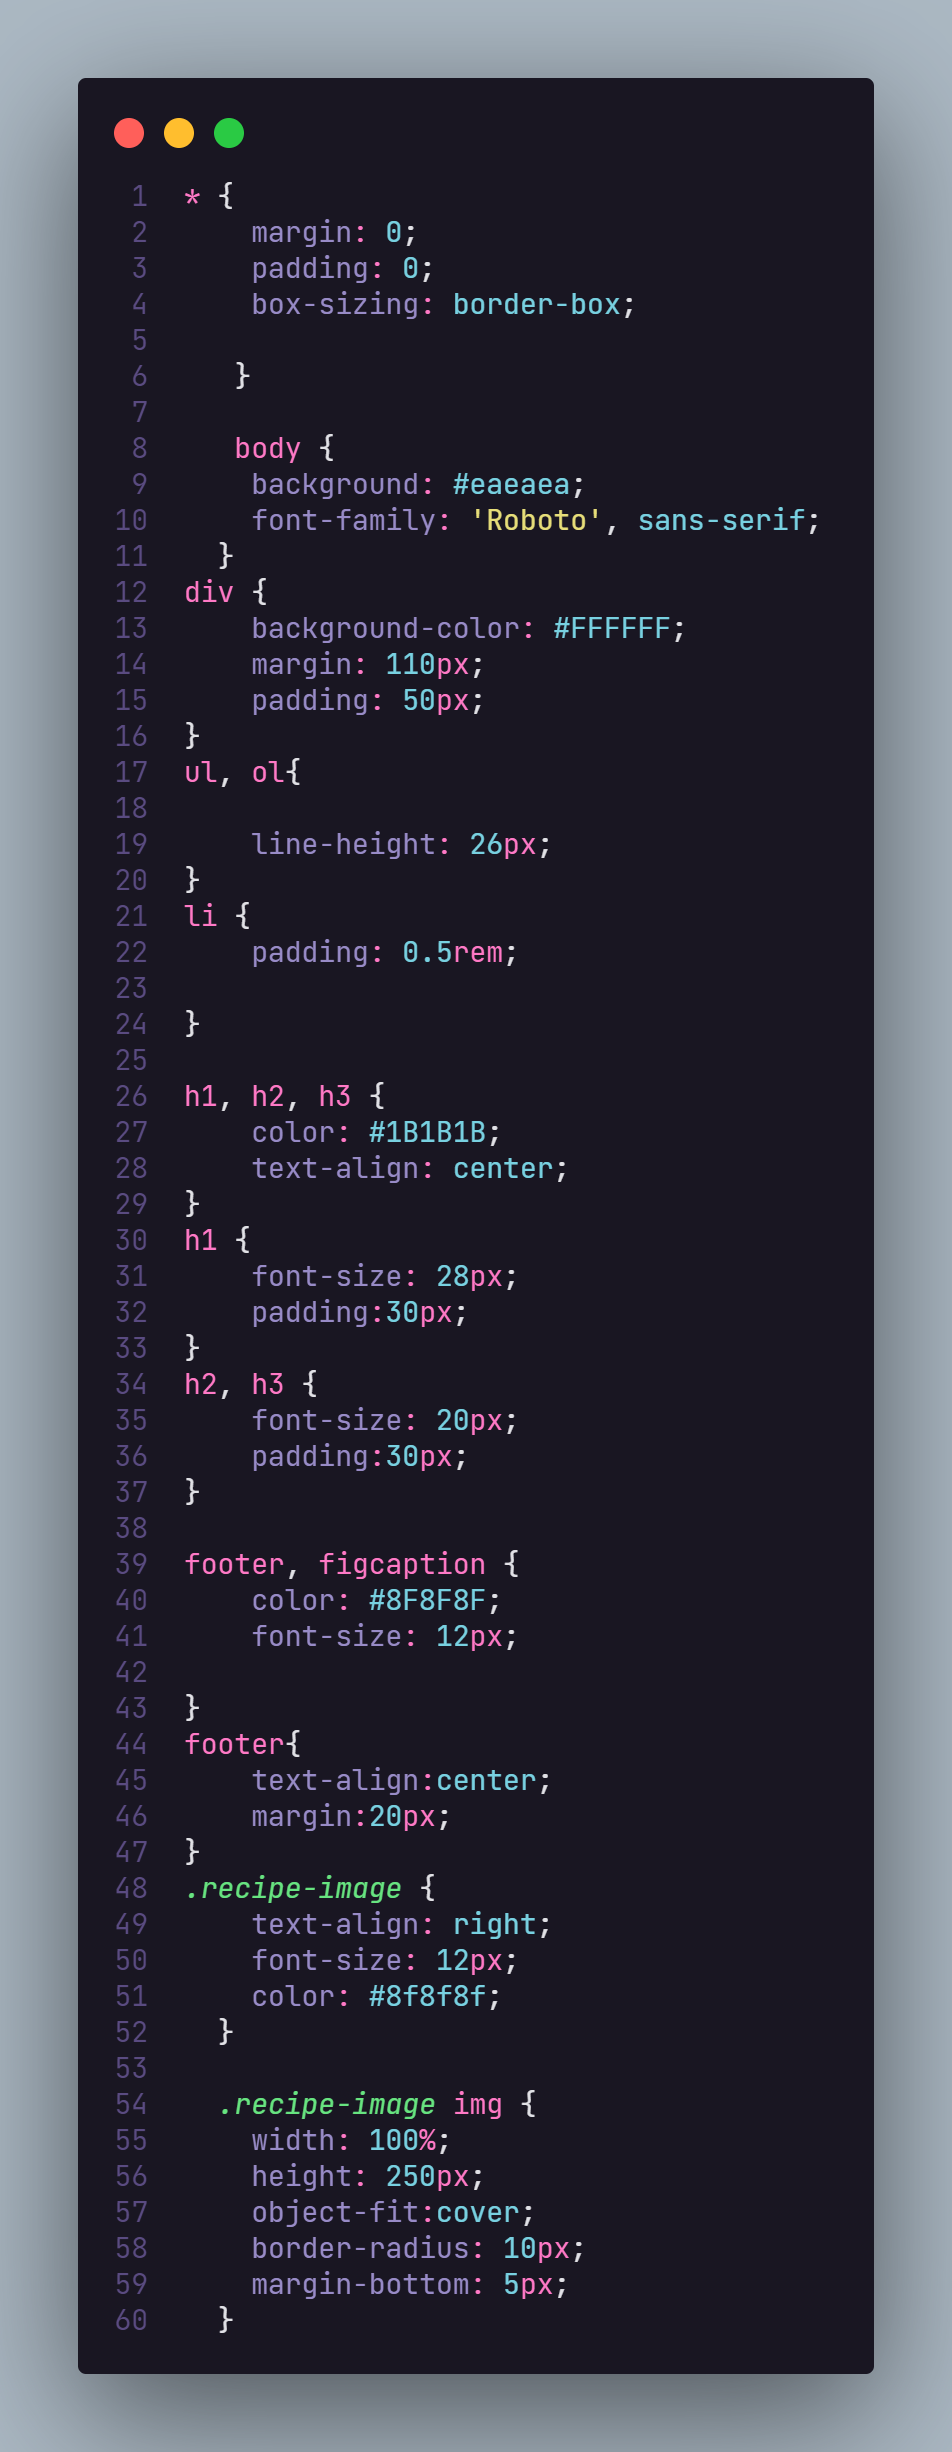 1 * {
2     margin: 0;
3     padding: 0;
4     box-sizing: border-box;
5
6    }
7
8    body {
9     background: #eaeaea;
10     font-family: 'Roboto', sans-serif;
11   }
12 div {
13     background-color: #FFFFFF;
14     margin: 110px;
15     padding: 50px;
16 }
17 ul, ol{
18
19     line-height: 26px;
20 }
21 li {
22     padding: 0.5rem;
23
24 }
25
26 h1, h2, h3 {
27     color: #1B1B1B;
28     text-align: center;
29 }
30 h1 {
31     font-size: 28px;
32     padding:30px;
33 }
34 h2, h3 {
35     font-size: 20px;
36     padding:30px;
37 }
38
39 footer, figcaption {
40     color: #8F8F8F;
41     font-size: 12px;
42
43 }
44 footer{
45     text-align:center;
46     margin:20px;
47 }
48 .recipe-image {
49     text-align: right;
50     font-size: 12px;
51     color: #8f8f8f;
52   }
53
54   .recipe-image img {
55     width: 100%;
56     height: 250px;
57     object-fit:cover;
58     border-radius: 10px;
59     margin-bottom: 5px;
60   }